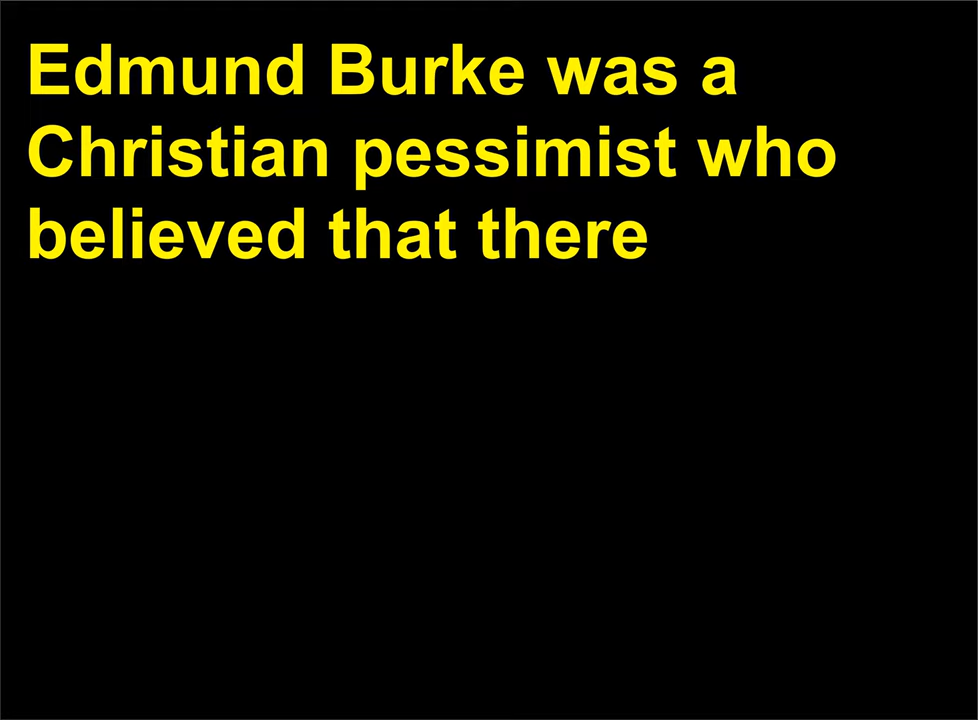 Edmund Burke was a
Christian pessimist who
believed that there